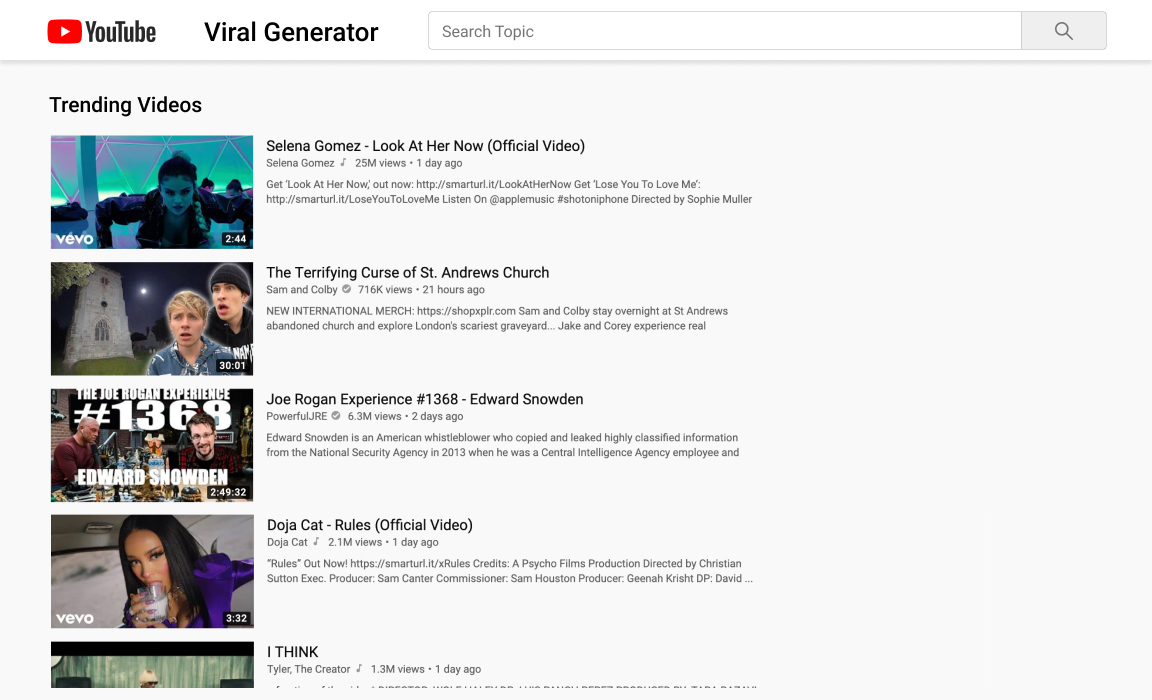 YouTube
Viral Generator
Search Topic
Trending Videos
vevo
2:44
Selena Gomez - Look At Her Now (Official Video)
Selena Gomez 25M views • 1 day ago
Get ‘Look At Her Now,’ out now: http://smarturl.it/LookAtHerNow Get ‘Lose You To Love Me’:
http://smarturl.it/LoseYouToLoveMe Listen On @applemusic #shotoniphone Directed by Sophie Muller
30:01
The Terrifying Curse of St. Andrews Church
Sam and Colby 716K views • 21 hours ago
NEW INTERNATIONAL MERCH: https://shopxplr.com Sam and Colby stay overnight at St Andrews
abandoned church and explore London's scariest graveyard... Jake and Corey experience real
THE JOE ROGAN EXPERIENCE
#1368
EDWARD SNOWDEN
2:49:32
Joe Rogan Experience #1368 - Edward Snowden
PowerfulJRE 6.3M views • 2 days ago
Edward Snowden is an American whistleblower who copied and leaked highly classified information
from the National Security Agency in 2013 when he was a Central Intelligence Agency employee and
vevo
3:32
Doja Cat - Rules (Official Video)
Doja Cat 2.1M views • 1 day ago
“Rules” Out Now! https://smarturl.it/xRules Credits: A Psycho Films Production Directed by Christian
Sutton Exec. Producer: Sam Canter Commissioner: Sam Houston Producer: Geenah Krisht DP: David ...
I THINK
Tyler, The Creator 1.3M views • 1 day ago